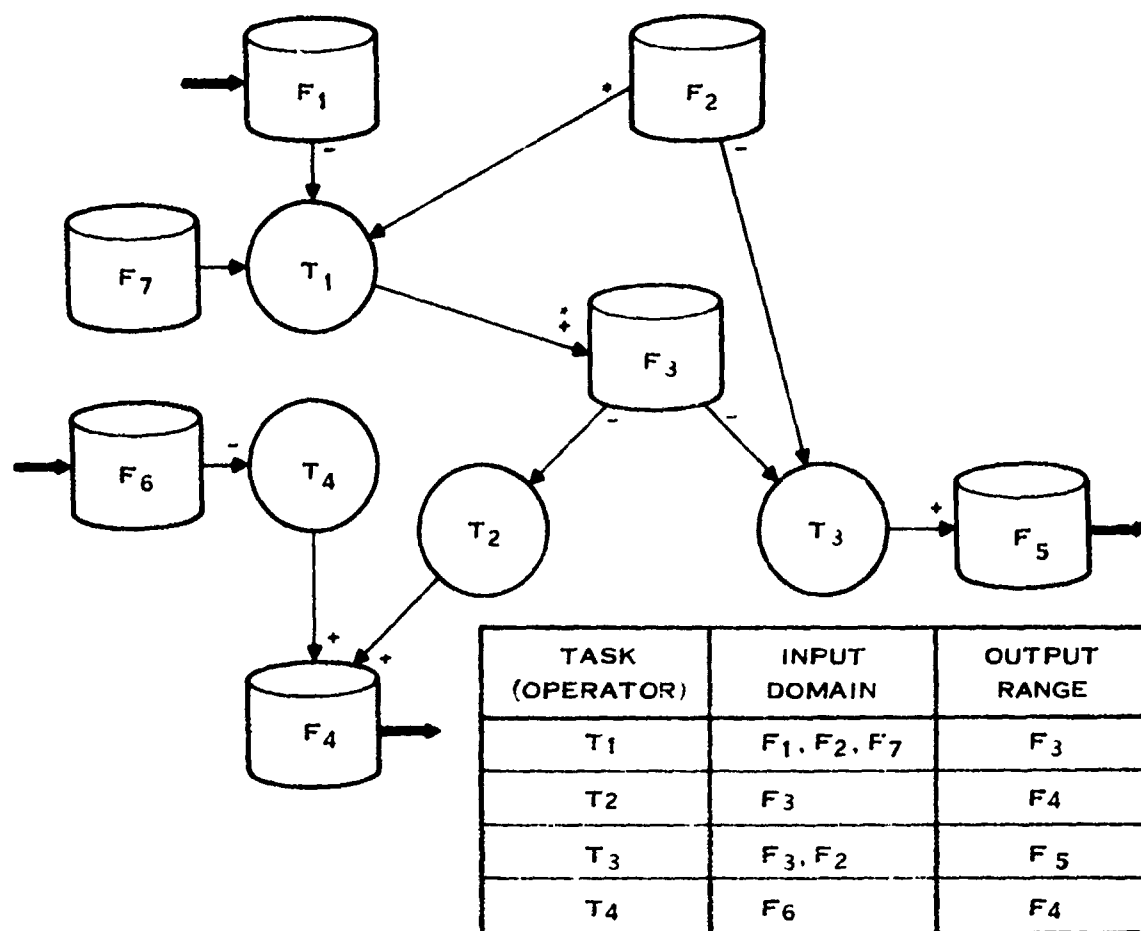 F1
F2
*
-
-
F7
T1
*
+
F3
-
-
F6
-
T4
T2
T3
+
F5
+
+
F4
TASK (OPERATOR) | INPUT DOMAIN | OUTPUT RANGE
T1 | F1, F2, F7 | F3
T2 | F3 | F4
T3 | F3, F2 | F5
T4 | F6 | F4